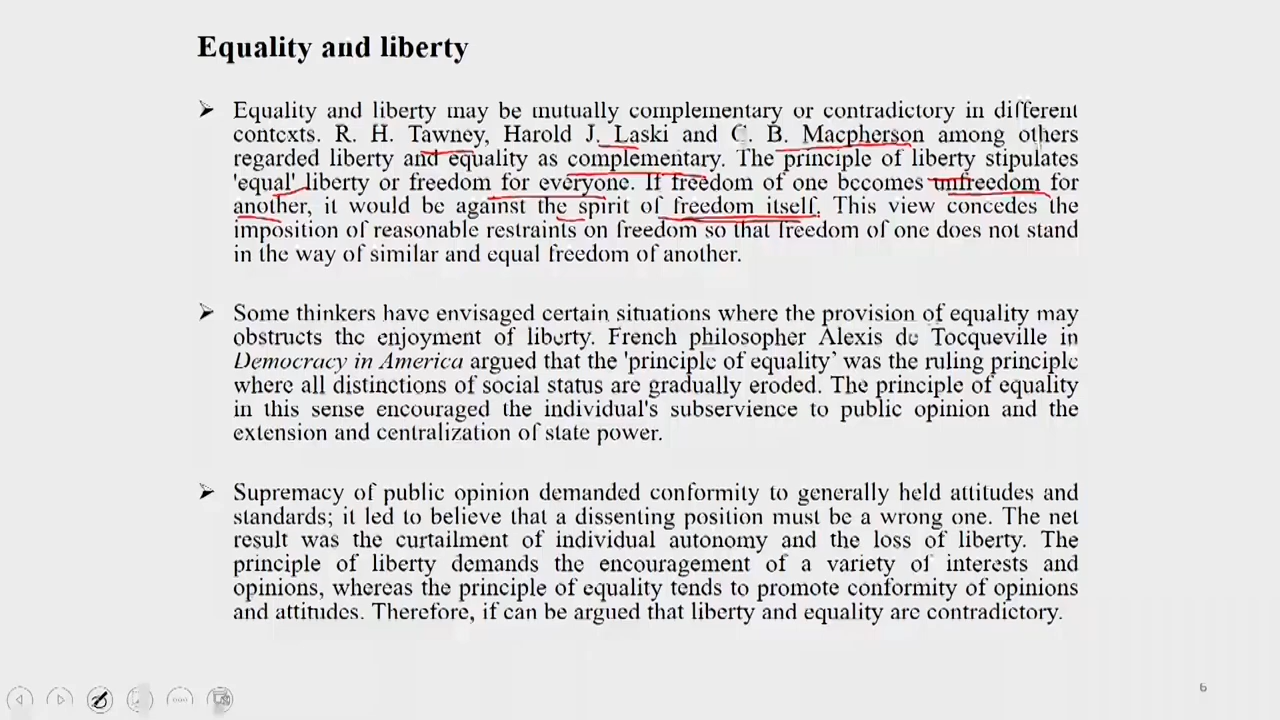 Equality and liberty
➢ Equality and liberty may be mutually complementary or contradictory in different
contexts. R. H. Tawney, Harold J. Laski and C. B. Macpherson among others
regarded liberty and equality as complementary. The principle of liberty stipulates
'equal' liberty or freedom for everyone. If freedom of one becomes unfreedom for
another, it would be against the spirit of freedom itself. This view concedes the
imposition of reasonable restraints on freedom so that freedom of one does not stand
in the way of similar and equal freedom of another.
➢ Some thinkers have envisaged certain situations where the provision of equality may
obstructs the enjoyment of liberty. French philosopher Alexis de Tocqueville in
Democracy in America argued that the 'principle of equality’ was the ruling principle
where all distinctions of social status are gradually eroded. The principle of equality
in this sense encouraged the individual's subservience to public opinion and the
extension and centralization of state power.
➢ Supremacy of public opinion demanded conformity to generally held attitudes and
standards; it led to believe that a dissenting position must be a wrong one. The net
result was the curtailment of individual autonomy and the loss of liberty. The
principle of liberty demands the encouragement of a variety of interests and
opinions, whereas the principle of equality tends to promote conformity of opinions
and attitudes. Therefore, if can be argued that liberty and equality are contradictory.
6